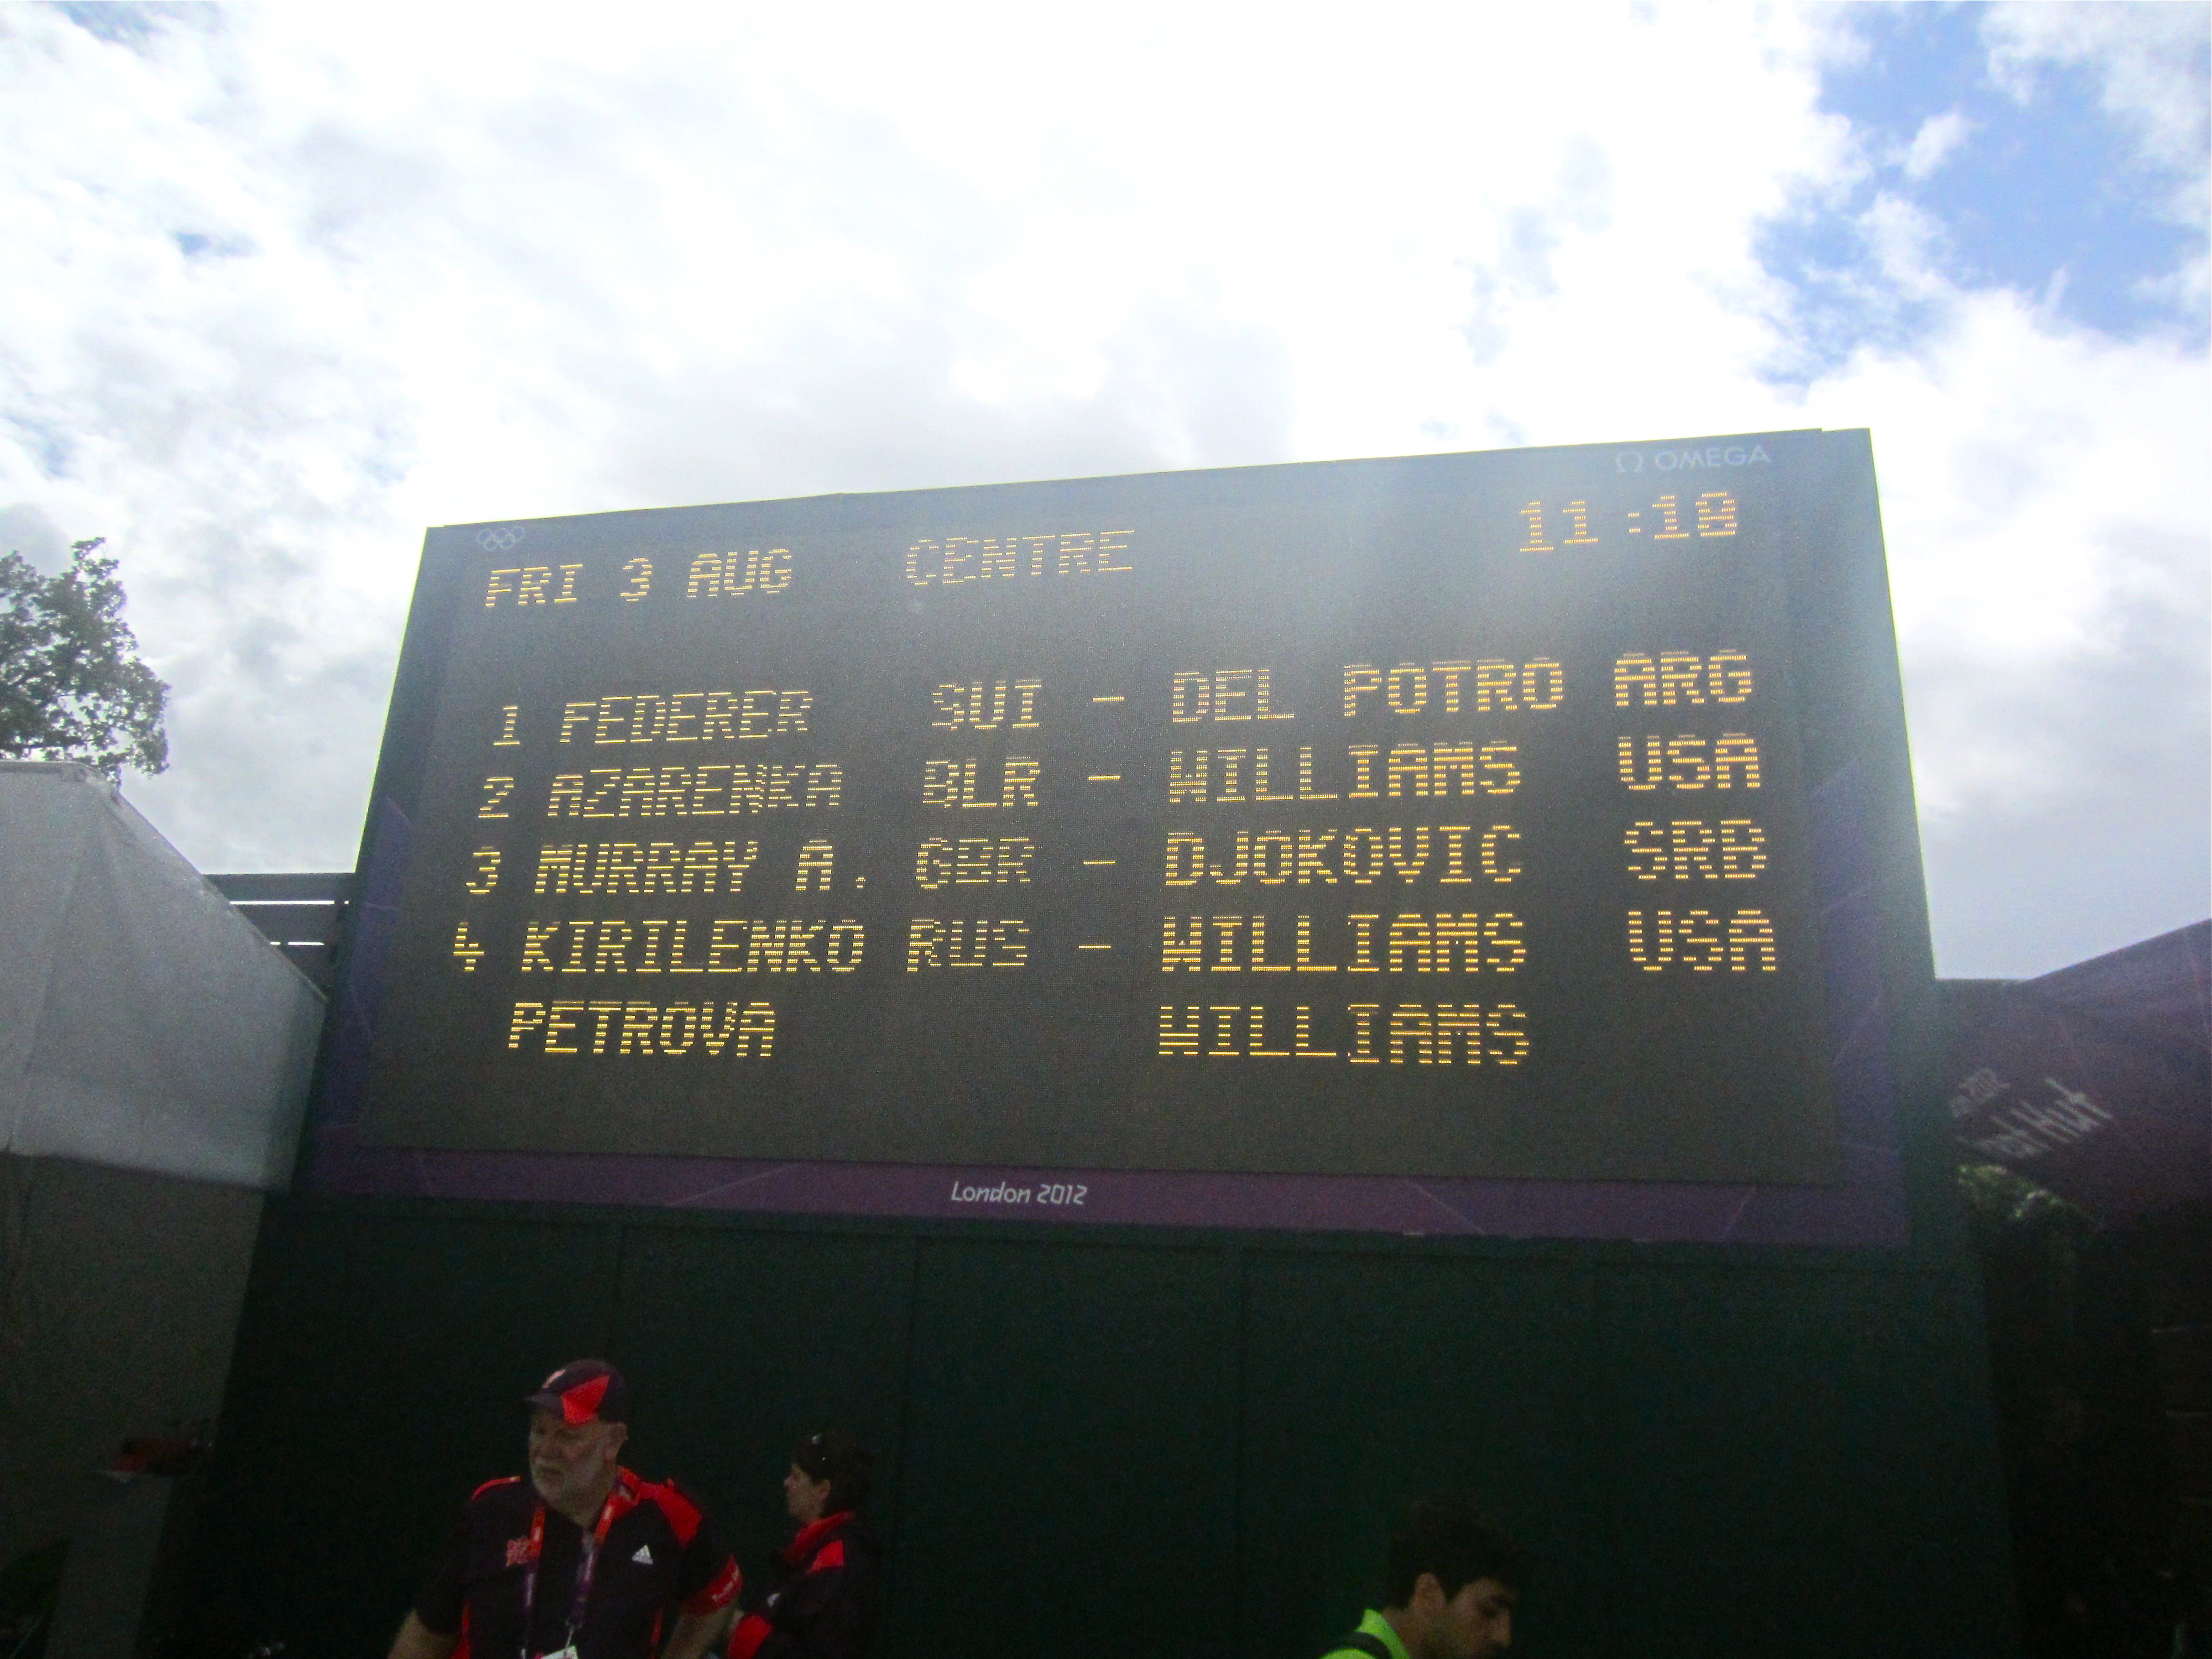 Ω OMEGA
FRI 3 AUG CENTRE 11:18
1 FEDERER SUI - DEL POTRO ARG
2 AZARENKA BLR - WILLIAMS USA
3 MURRAY A. GBR - DJOKOVIC SRB
4 KIRILENKO RUS - WILLIAMS USA
PETROVA WILLIAMS
London 2012
Hut